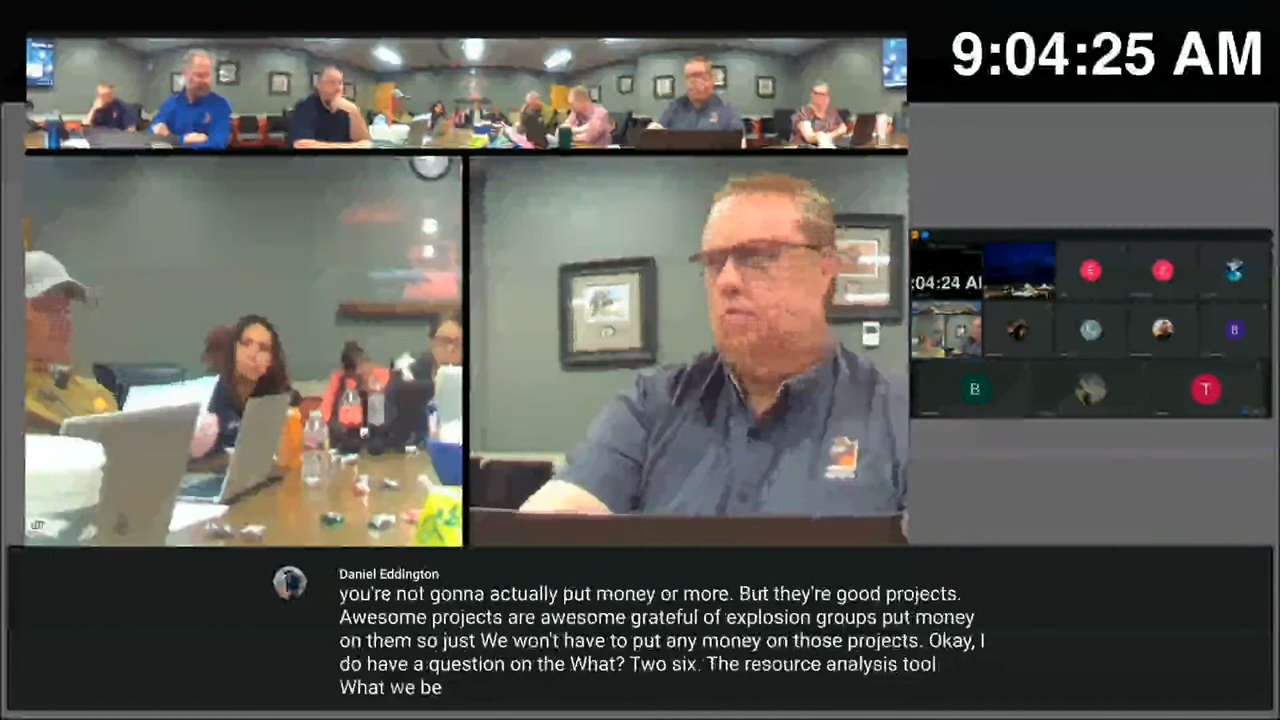 9:04:25 AM
:04:24 AM
E
B
B
T
Daniel Eddington
you're not gonna actually put money or more. But they're good projects.
Awesome projects are awesome grateful of explosion groups put money
on them so just We won't have to put any money on those projects. Okay, I
do have a question on the What? Two six. The resource analysis tool
What we be